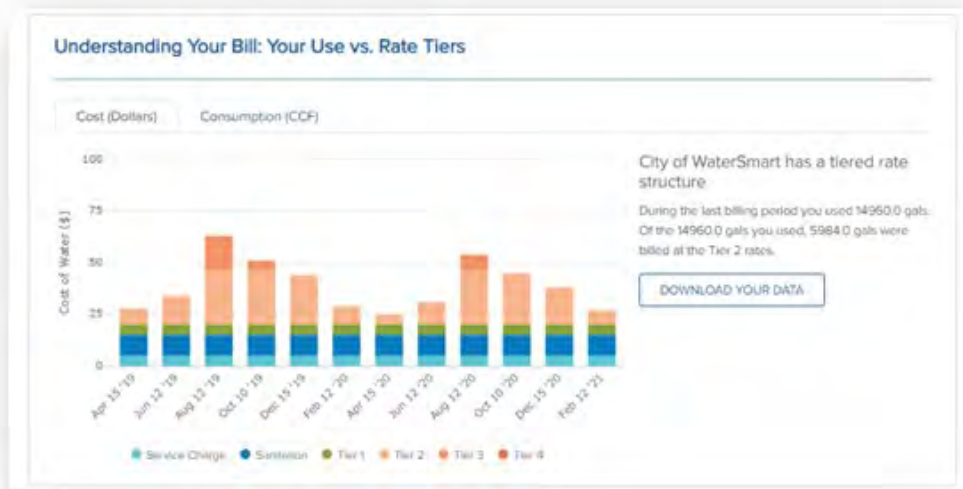 Understanding Your Bill: Your Use vs. Rate Tiers
Cost (Dollars)
Consumption (CCF)
100
75
50
25
0
Cost of Water ($)
Apr 15 '19
Jun 12 '19
Aug 12 '19
Oct 10 '19
Dec 15 '19
Feb 12 '20
Apr 15 '20
Jun 12 '20
Aug 12 '20
Oct 10 '20
Dec 15 '20
Feb 12 '21
Service Charge
Sanitation
Tier 1
Tier 2
Tier 3
Tier 4
City of WaterSmart has a tiered rate
structure
During the last billing period you used 14960.0 gals.
Of the 14960.0 gals you used, 5984.0 gals were
billed at the Tier 2 rates.
DOWNLOAD YOUR DATA